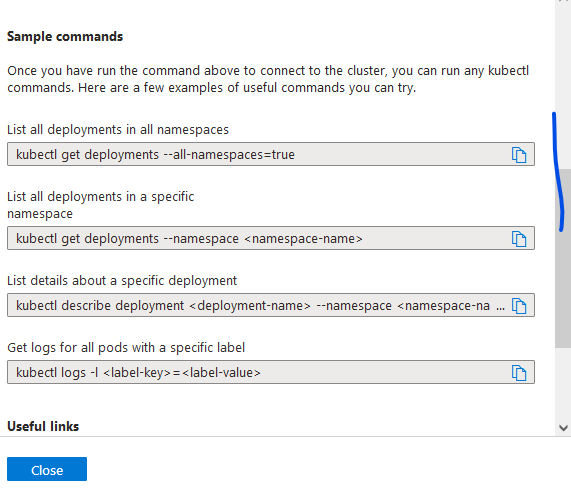 Sample commands
Once you have run the command above to connect to the cluster, you can run any kubectl
commands. Here are a few examples of useful commands you can try.
List all deployments in all namespaces
kubectl get deployments --all-namespaces=true
List all deployments in a specific
namespace
kubectl get deployments --namespace <namespace-name>
List details about a specific deployment
kubectl describe deployment <deployment-name> --namespace <namespace-na ...
Get logs for all pods with a specific label
kubectl logs -l <label-key>=<label-value>
Useful links
Close